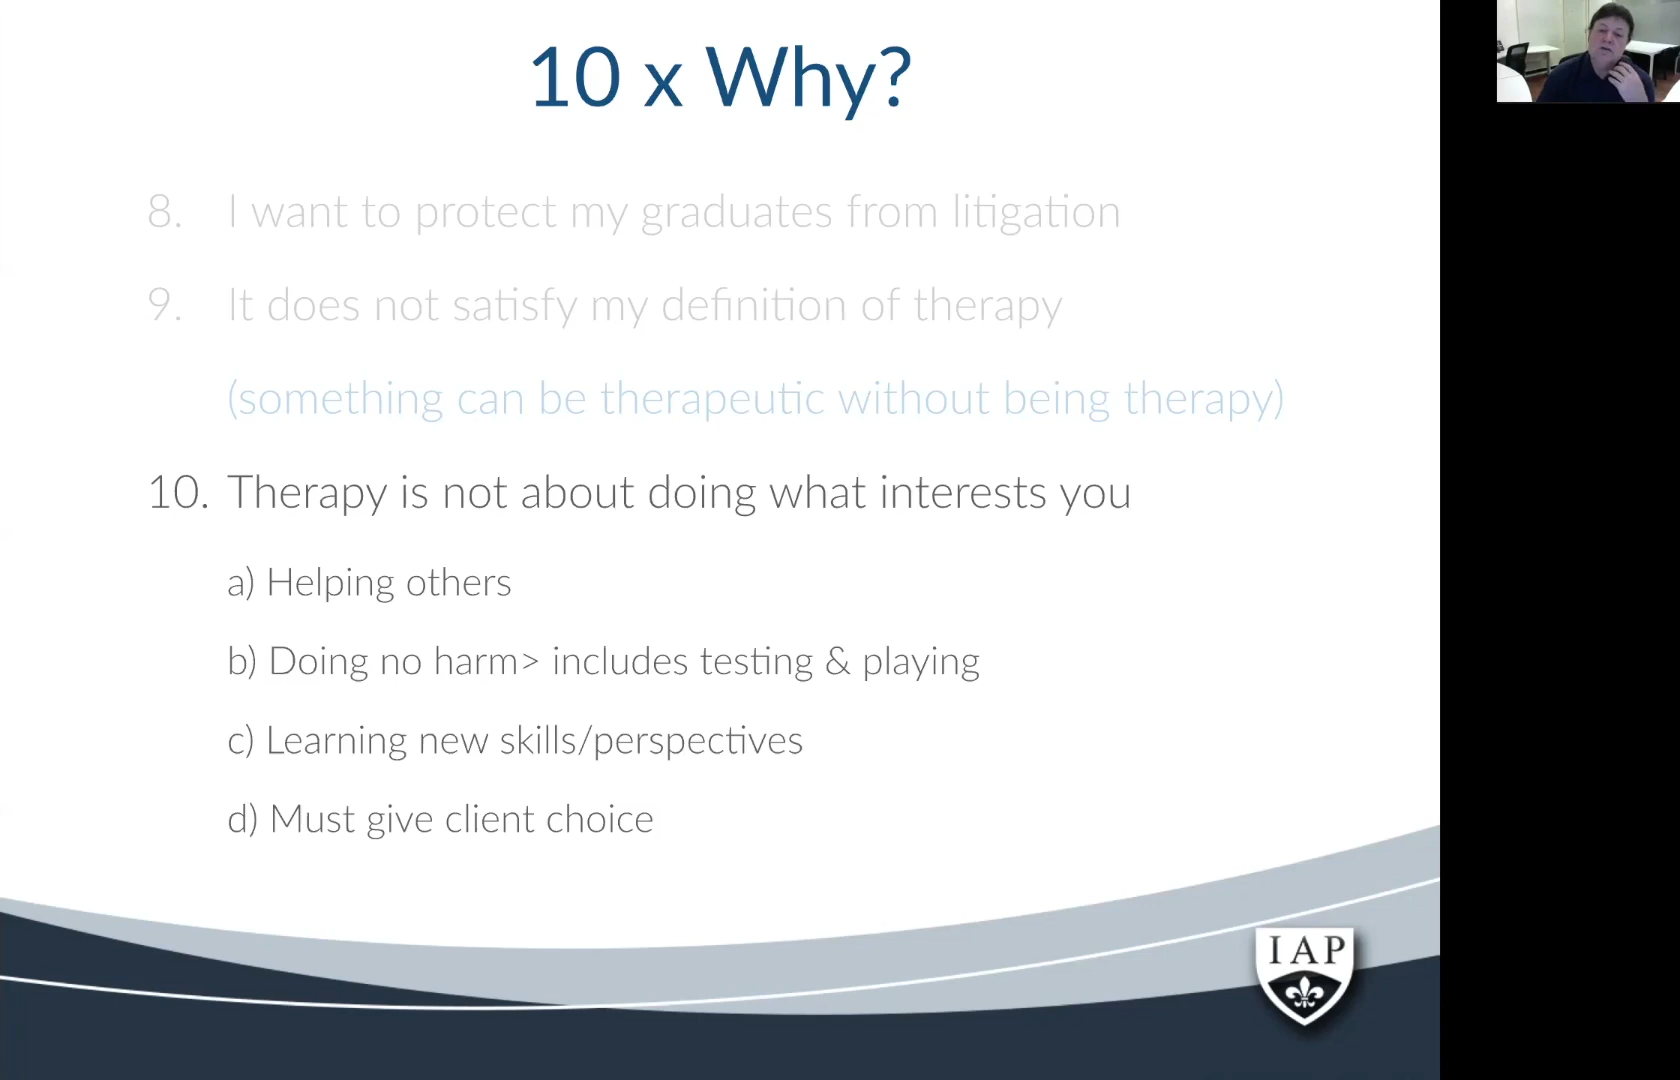 10 x Why?
8. I want to protect my graduates from litigation
9. It does not satisfy my definition of therapy
(something can be therapeutic without being therapy)
10. Therapy is not about doing what interests you
a) Helping others
b) Doing no harm> includes testing & playing
c) Learning new skills/perspectives
d) Must give client choice
IAP